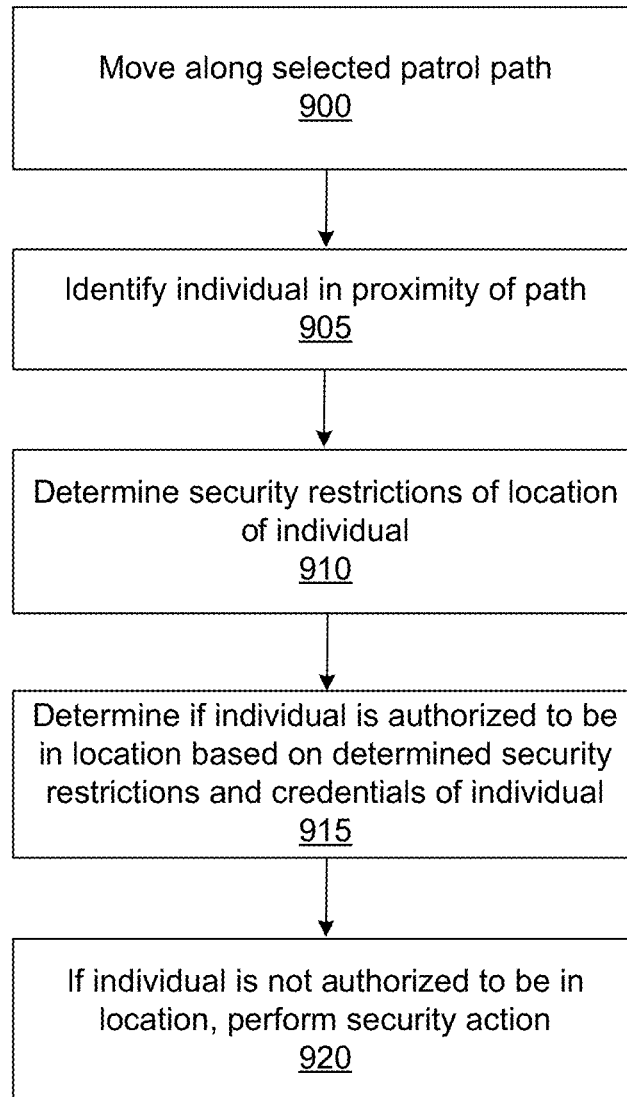 Move along selected patrol path
900
Identify individual in proximity of path
905
Determine security restrictions of location
of individual
910
Determine if individual is authorized to be
in location based on determined security
restrictions and credentials of individual
915
If individual is not authorized to be in
location, perform security action
920